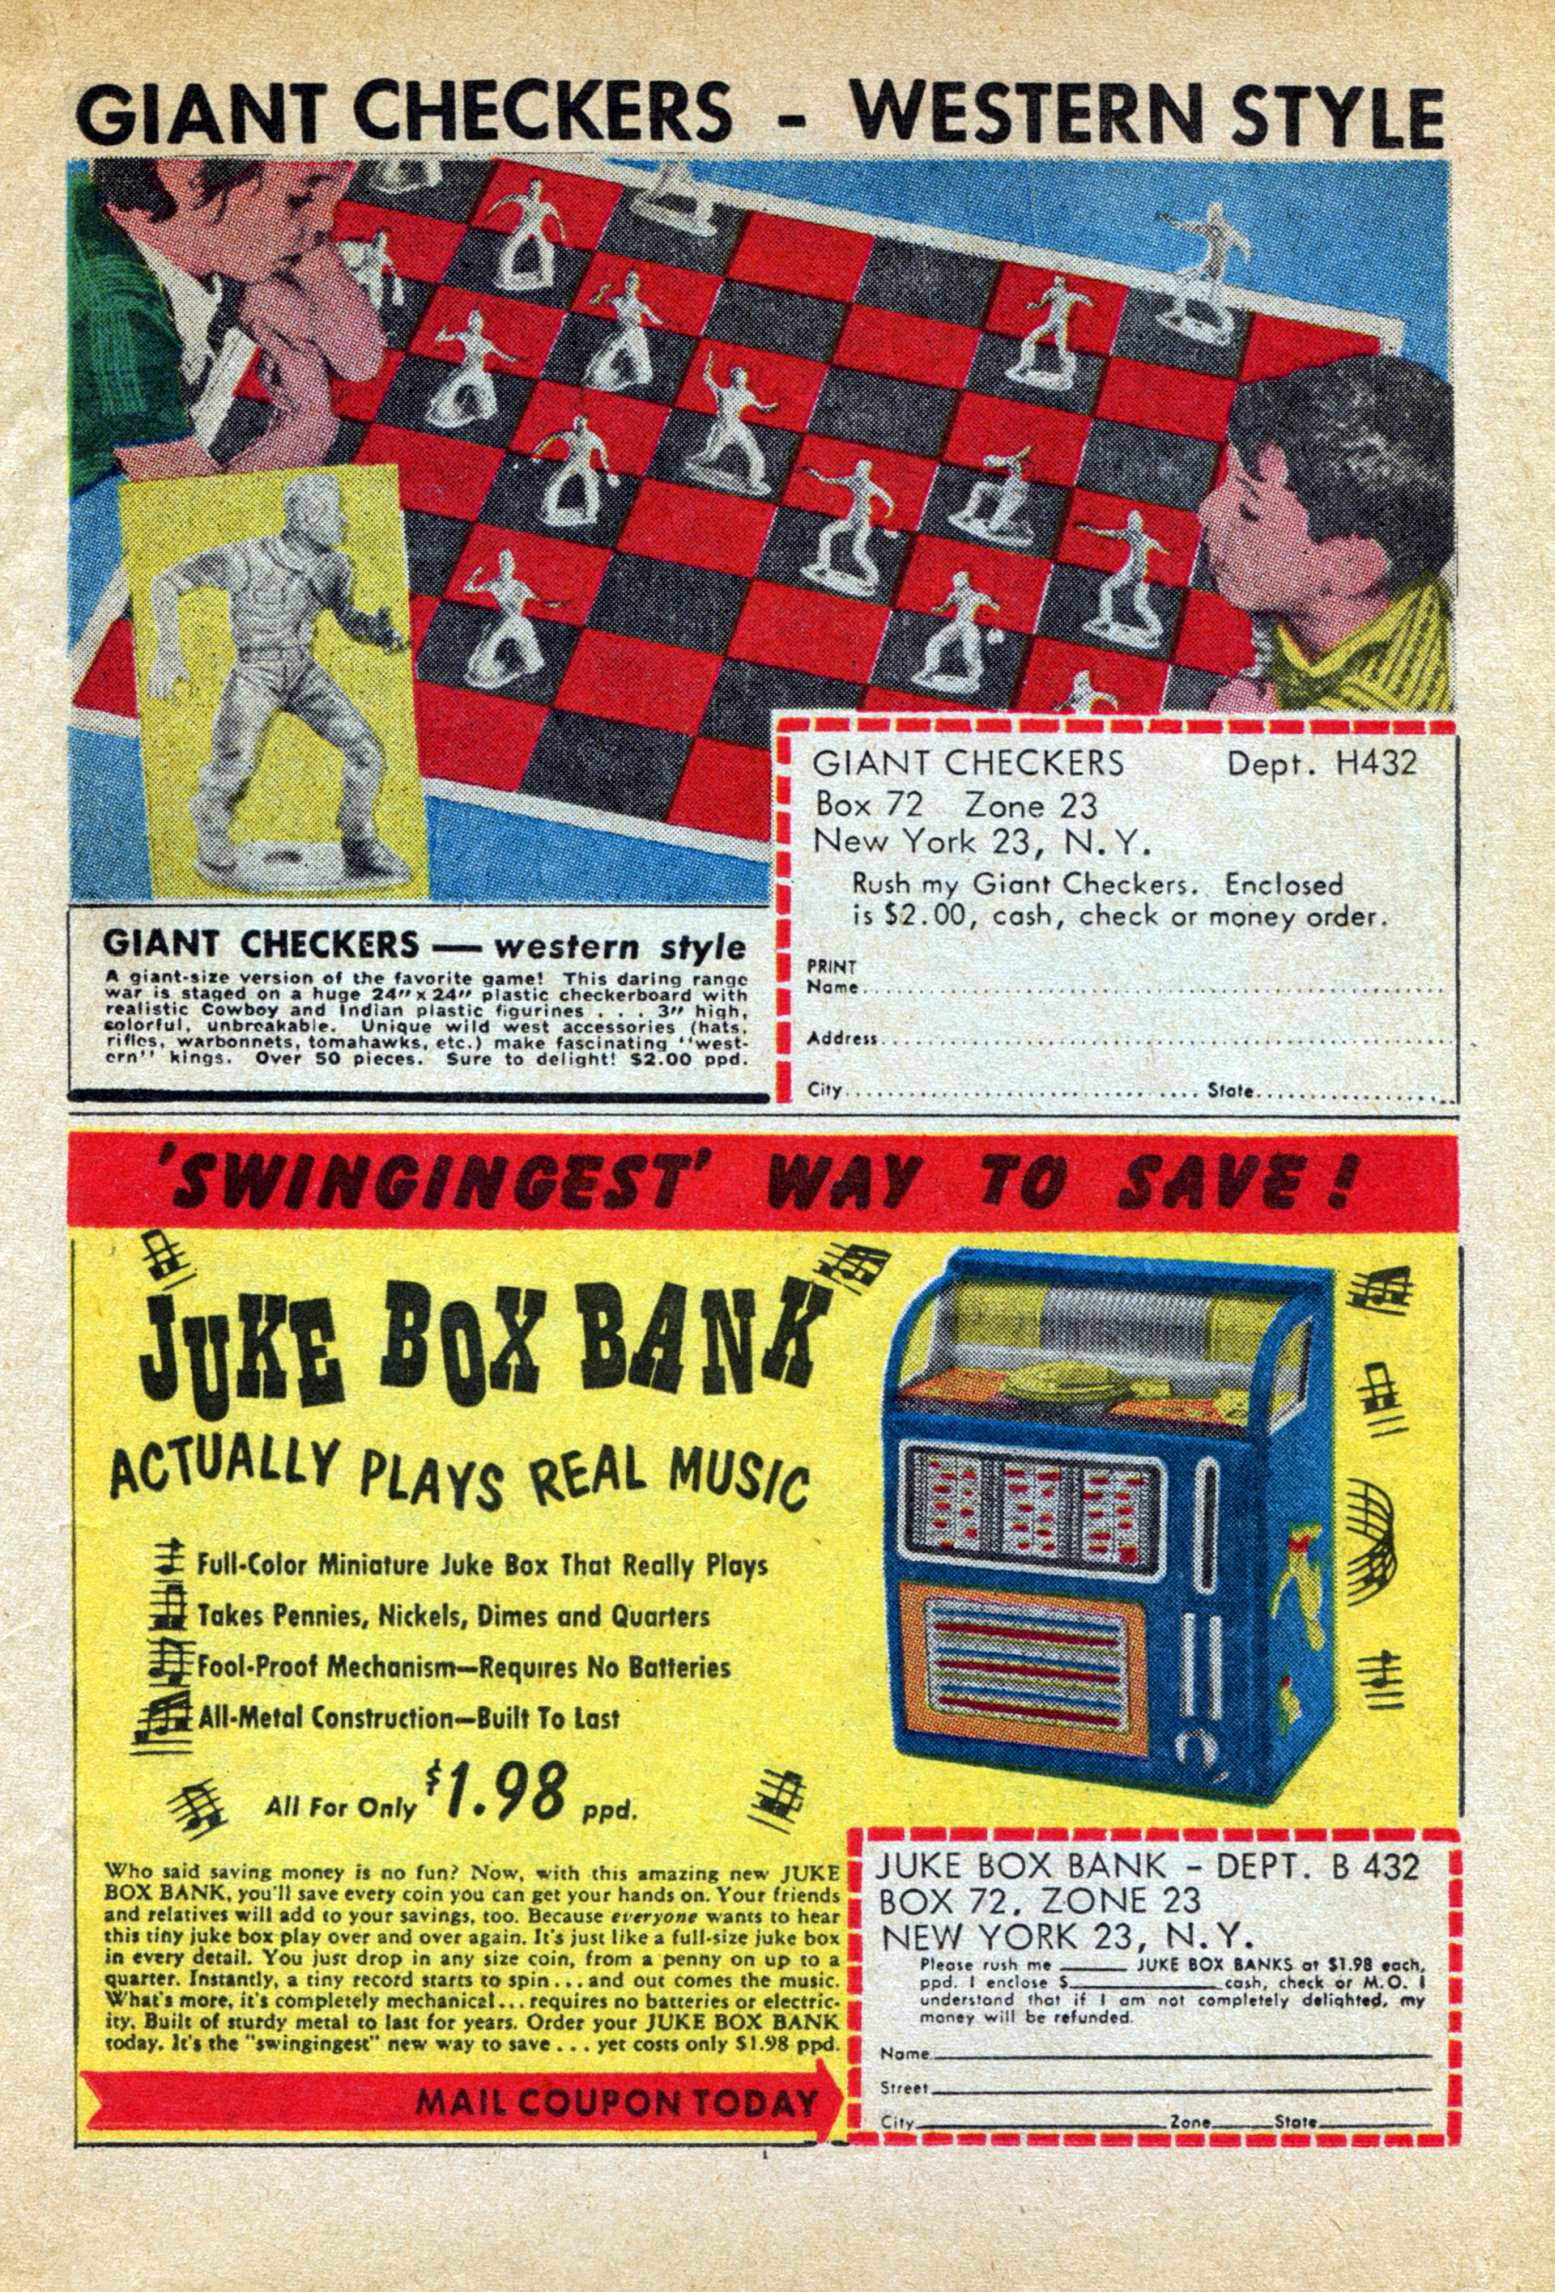 GIANT CHECKERS - WESTERN STYLE
GIANT CHECKERS — western style
A giant-size version of the favorite game! This daring range
war is staged on a huge 24" x 24" plastic checkerboard with
realistic Cowboy and Indian plastic figurines . . . 3" high,
colorful, unbreakable. Unique wild west accessories (hats,
rifles, warbonnets, tomahawks, etc.) make fascinating "west-
ern" kings. Over 50 pieces. Sure to delight! $2.00 ppd.
GIANT CHECKERS Dept. H432
Box 72 Zone 23
New York 23, N.Y.
Rush my Giant Checkers. Enclosed
is $2.00, cash, check or money order.
PRINT
Name
Address
City State
'SWINGINGEST' WAY TO SAVE!
JUKE BOX BANK
ACTUALLY PLAYS REAL MUSIC
Full-Color Miniature Juke Box That Really Plays
Takes Pennies, Nickels, Dimes and Quarters
Fool-Proof Mechanism—Requires No Batteries
All-Metal Construction—Built To Last
All For Only $1.98 ppd.
Who said saving money is no fun? Now, with this amazing new JUKE
BOX BANK, you'll save every coin you can get your hands on. Your friends
and relatives will add to your savings, too. Because everyone wants to hear
this tiny juke box play over and over again. It's just like a full-size juke box
in every detail. You just drop in any size coin, from a penny on up to a
quarter. Instantly, a tiny record starts to spin...and out comes the music.
What's more, it's completely mechanical...requires no batteries or electric-
ity. Built of sturdy metal to last for years. Order your JUKE BOX BANK
today. It's the "swingingest" new way to save . . . yet costs only $1.98 ppd.
MAIL COUPON TODAY
JUKE BOX BANK - DEPT. B 432
BOX 72, ZONE 23
NEW YORK 23, N.Y.
Please rush me ______ JUKE BOX BANKS at $1.98 each,
ppd. I enclose $____________ cash, check or M.O. I
understand that if I am not completely delighted, my
money will be refunded.
Name
Street
City Zone State